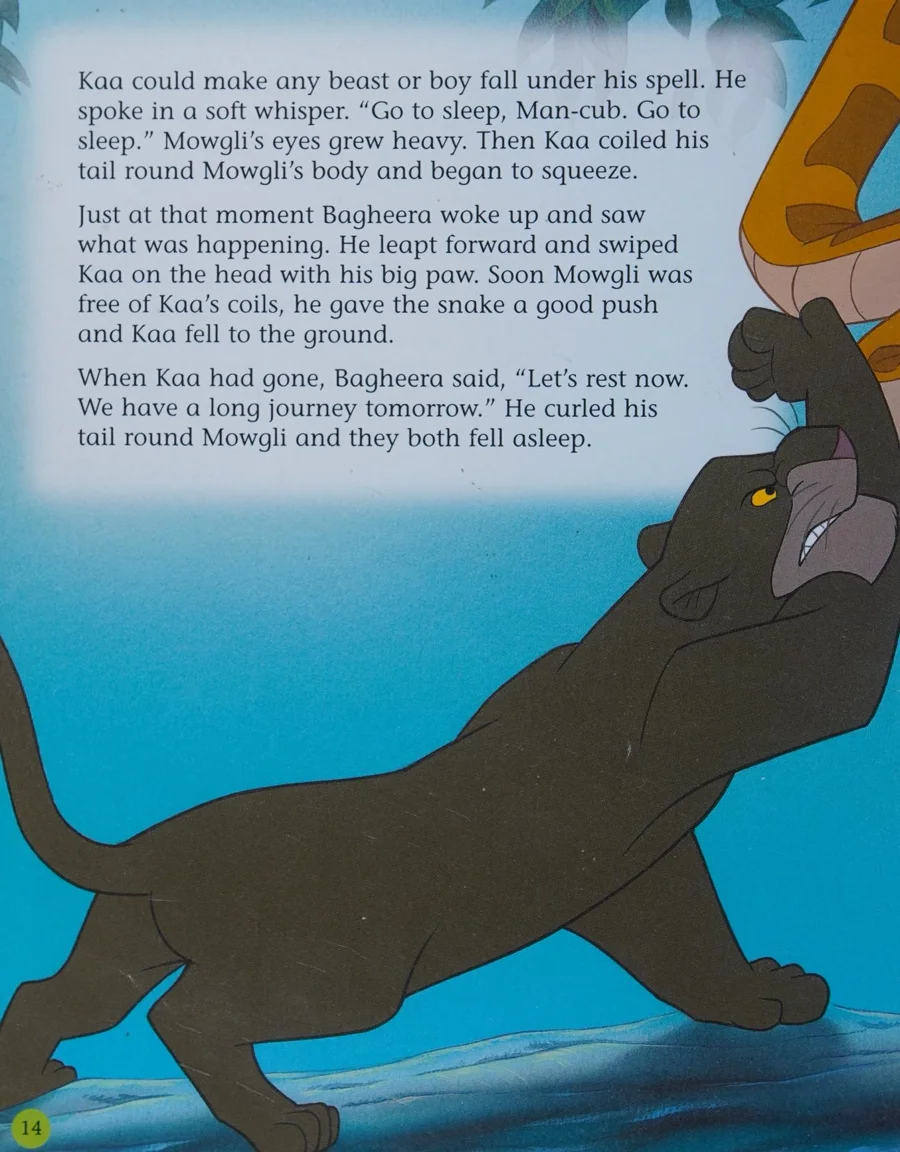 Kaa could make any beast or boy fall under his spell. He
spoke in a soft whisper. “Go to sleep, Man-cub. Go to
sleep.” Mowgli’s eyes grew heavy. Then Kaa coiled his
tail round Mowgli’s body and began to squeeze.
Just at that moment Bagheera woke up and saw
what was happening. He leapt forward and swiped
Kaa on the head with his big paw. Soon Mowgli was
free of Kaa’s coils, he gave the snake a good push
and Kaa fell to the ground.
When Kaa had gone, Bagheera said, “Let’s rest now.
We have a long journey tomorrow.” He curled his
tail round Mowgli and they both fell asleep.
14